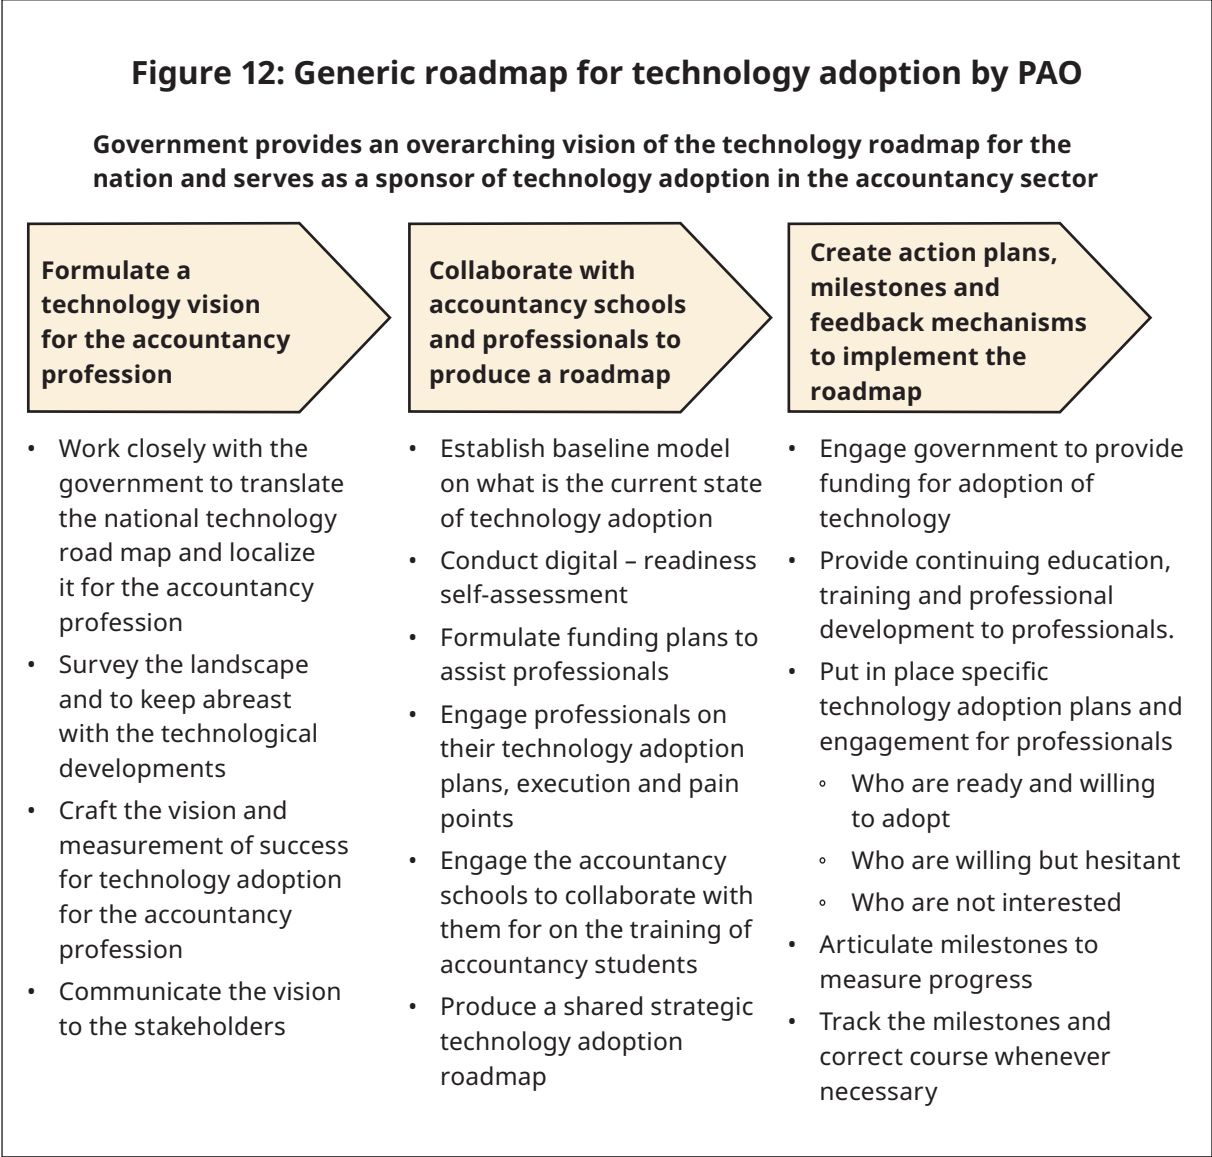 Figure 12: Generic roadmap for technology adoption by PAO
Government provides an overarching vision of the technology roadmap for the
nation and serves as a sponsor of technology adoption in the accountancy sector
Formulate a
technology vision
for the accountancy
profession
• Work closely with the
government to translate
the national technology
road map and localize
it for the accountancy
profession
• Survey the landscape
and to keep abreast
with the technological
developments
• Craft the vision and
measurement of success
for technology adoption
for the accountancy
profession
• Communicate the vision
to the stakeholders
Collaborate with
accountancy schools
and professionals to
produce a roadmap
• Establish baseline model
on what is the current state
of technology adoption
• Conduct digital – readiness
self-assessment
• Formulate funding plans to
assist professionals
• Engage professionals on
their technology adoption
plans, execution and pain
points
• Engage the accountancy
schools to collaborate with
them for on the training of
accountancy students
• Produce a shared strategic
technology adoption
roadmap
Create action plans,
milestones and
feedback mechanisms
to implement the
roadmap
• Engage government to provide
funding for adoption of
technology
• Provide continuing education,
training and professional
development to professionals.
• Put in place specific
technology adoption plans and
engagement for professionals
◦ Who are ready and willing
to adopt
◦ Who are willing but hesitant
◦ Who are not interested
• Articulate milestones to
measure progress
• Track the milestones and
correct course whenever
necessary